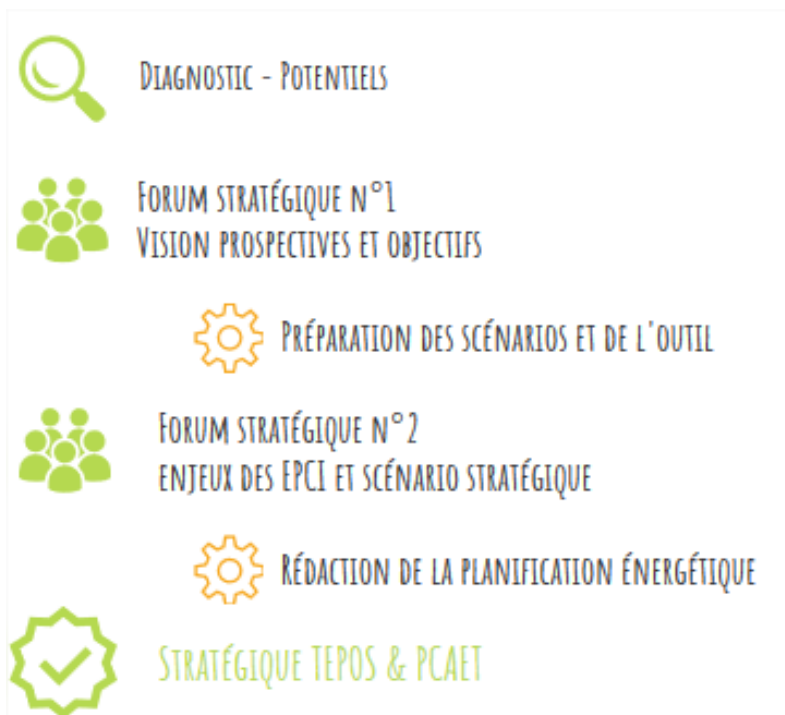 Diagnostic - Potentiels
Forum stratégique n°1
Vision prospectives et objectifs
Préparation des scénarios et de l'outil
Forum stratégique n°2
enjeux des EPCI et scénario stratégique
Rédaction de la planification énergétique
Stratégique TEPOS & PCAET